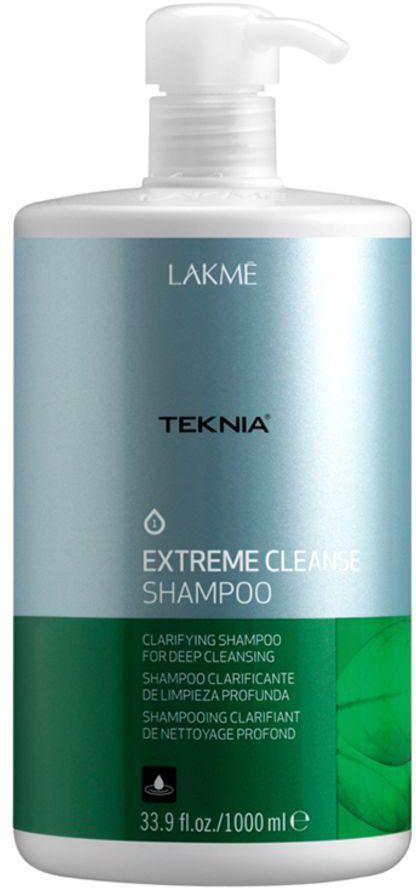 LAKMĒ
TEKNIA®
1
EXTREME CLEANSE
SHAMPOO
CLARIFYING SHAMPOO
FOR DEEP CLEANSING
SHAMPOO CLARIFICANTE
DE LIMPIEZA PROFUNDA
SHAMPOOING CLARIFIANT
DE NETTOYAGE PROFOND
33.9 fl.oz./1000 ml ℮